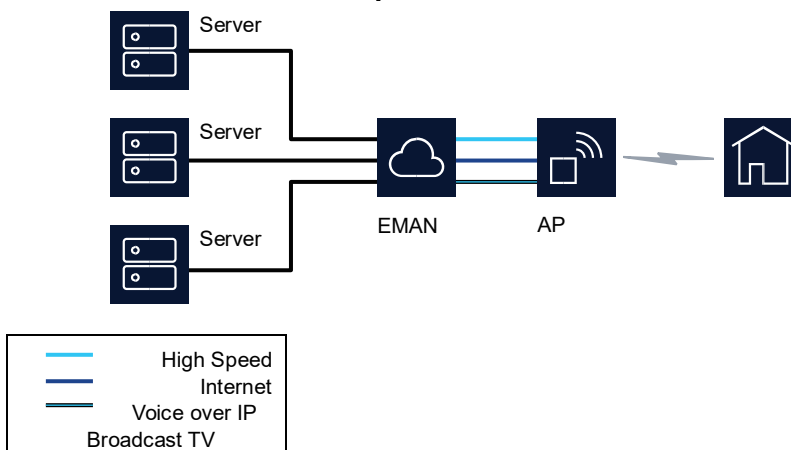 Server
Server
Server
EMAN
AP
High Speed
Internet
Voice over IP
Broadcast TV